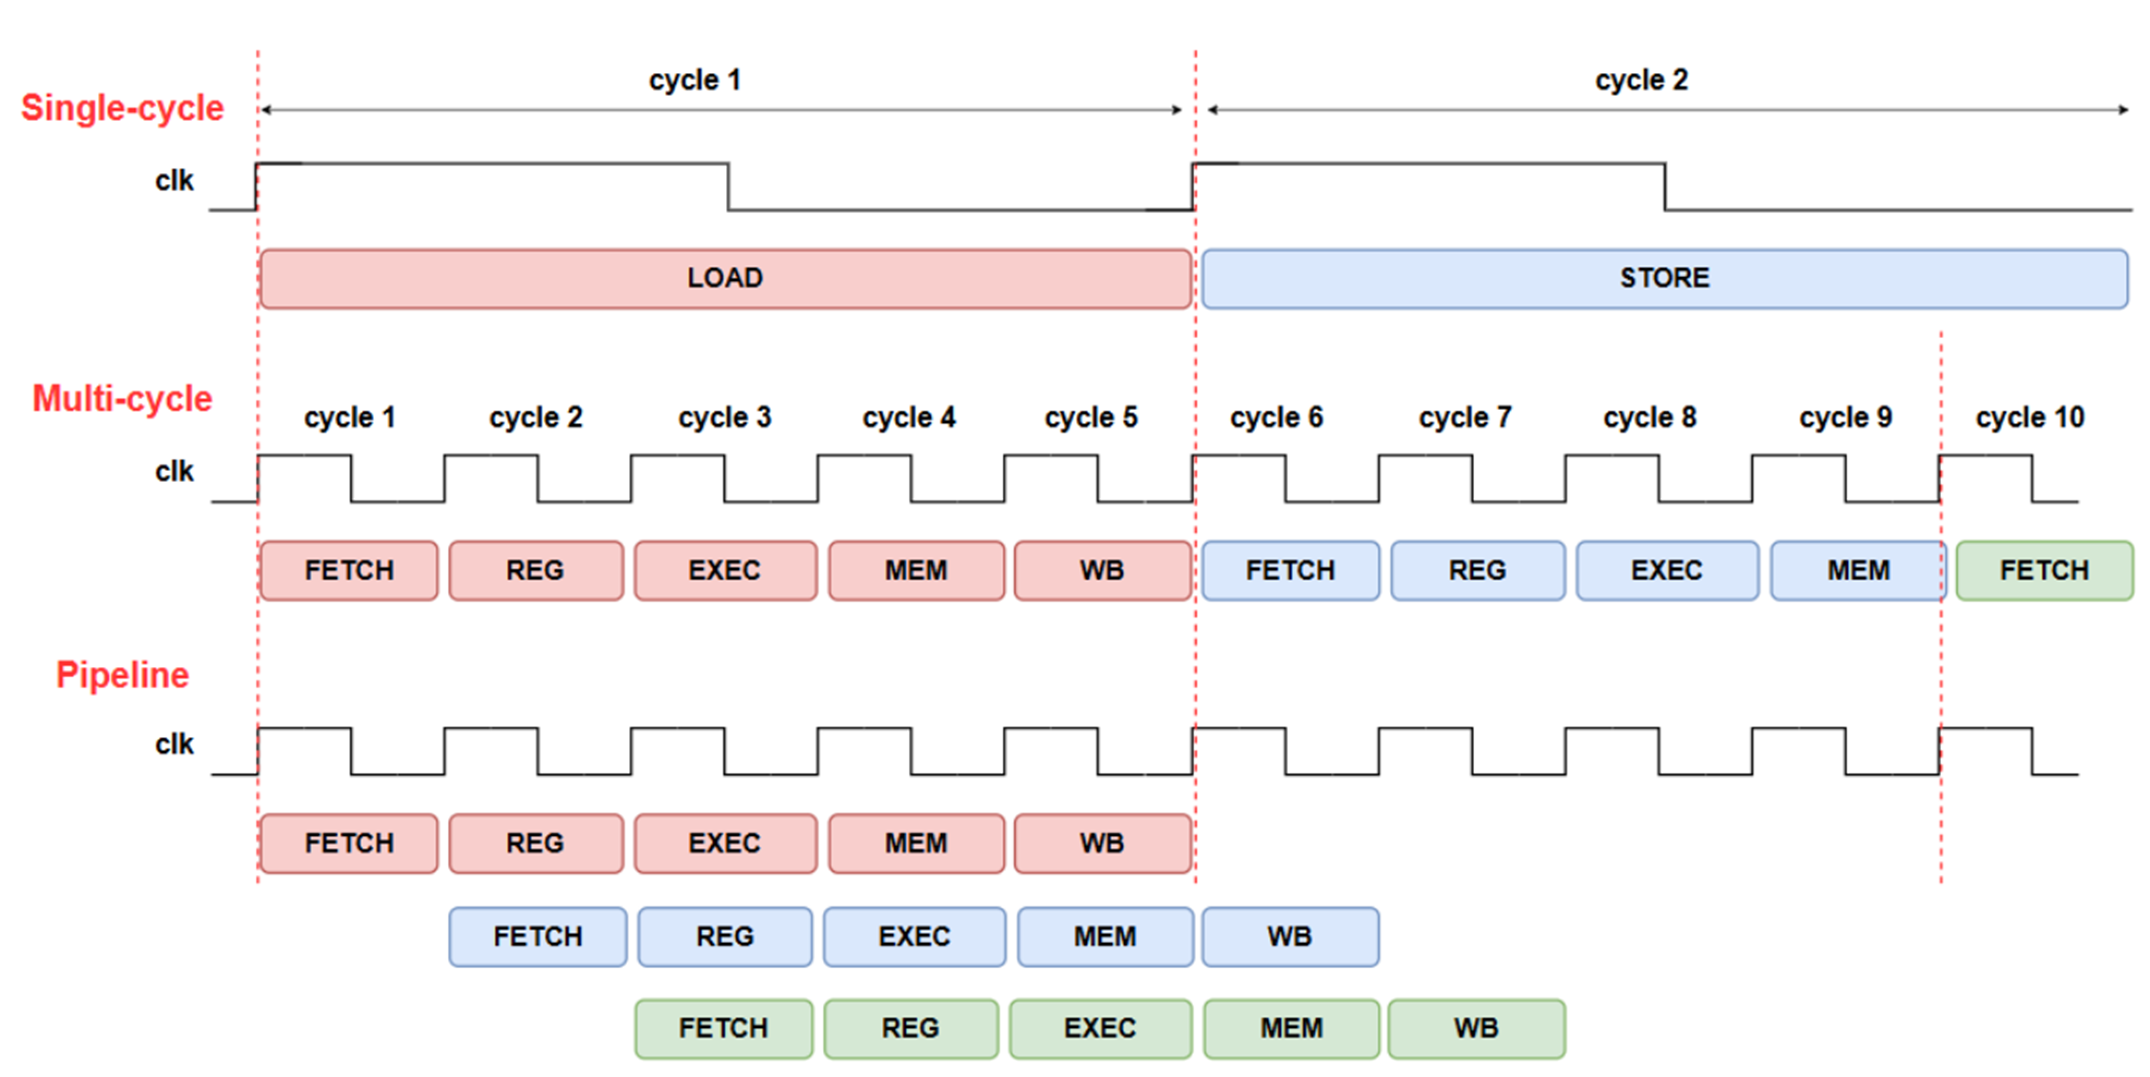 cycle 1 cycle 2
Single-cycle
clk
LOAD STORE
Multi-cycle
cycle 1 cycle 2 cycle 3 cycle 4 cycle 5 cycle 6 cycle 7 cycle 8 cycle 9 cycle 10
clk
FETCH REG EXEC MEM WB FETCH REG EXEC MEM FETCH
Pipeline
clk
FETCH REG EXEC MEM WB
FETCH REG EXEC MEM WB
FETCH REG EXEC MEM WB